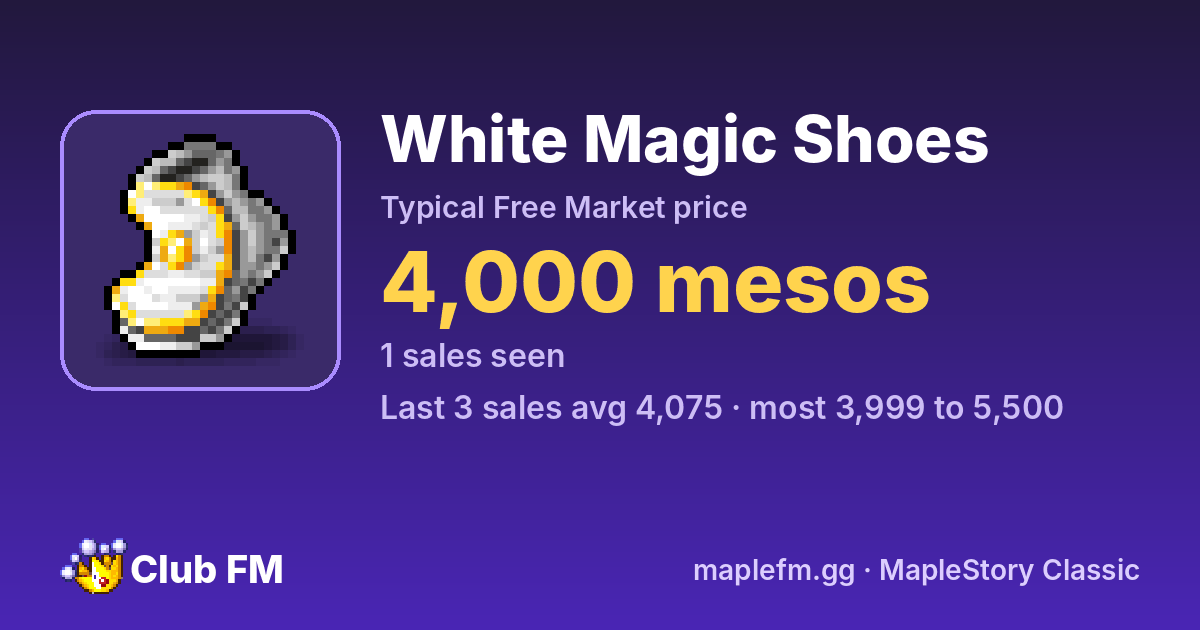 White Magic Shoes
Typical Free Market price
4,000 mesos
1 sales seen
Last 3 sales avg 4,075 · most 3,999 to 5,500
Club FM
maplefm.gg · MapleStory Classic